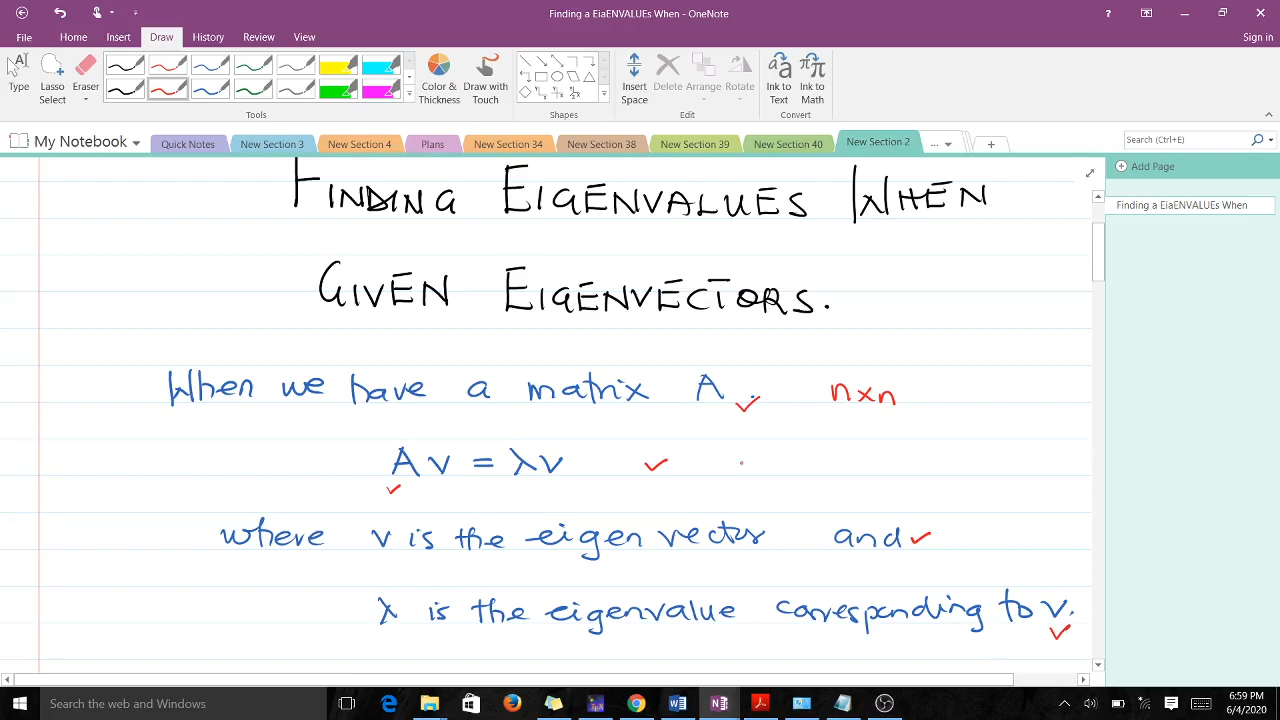 Finding a EiaENVALUEs When - OneNote
? Sign in
File Home Insert Draw History Review View
Type Lasso Select Eraser Color & Thickness Draw with Touch Insert Space Delete Arrange Rotate Ink to Text Ink to Math
Tools Shapes Edit Convert
My Notebook Quick Notes New Section 3 New Section 4 Plans New Section 34 New Section 38 New Section 39 New Section 40 New Section 2 ... + Search (Ctrl+E)
Add Page
Finding a EiaENVALUEs When
FINDING EIGENVALUES WHEN
GIVEN EIGENVECTORS.
When we have a matrix A. n×n
Av = λv
where v is the eigen vector and
λ is the eigenvalue corresponding to v.
Search the web and Windows
6:59 PM
6/4/2020